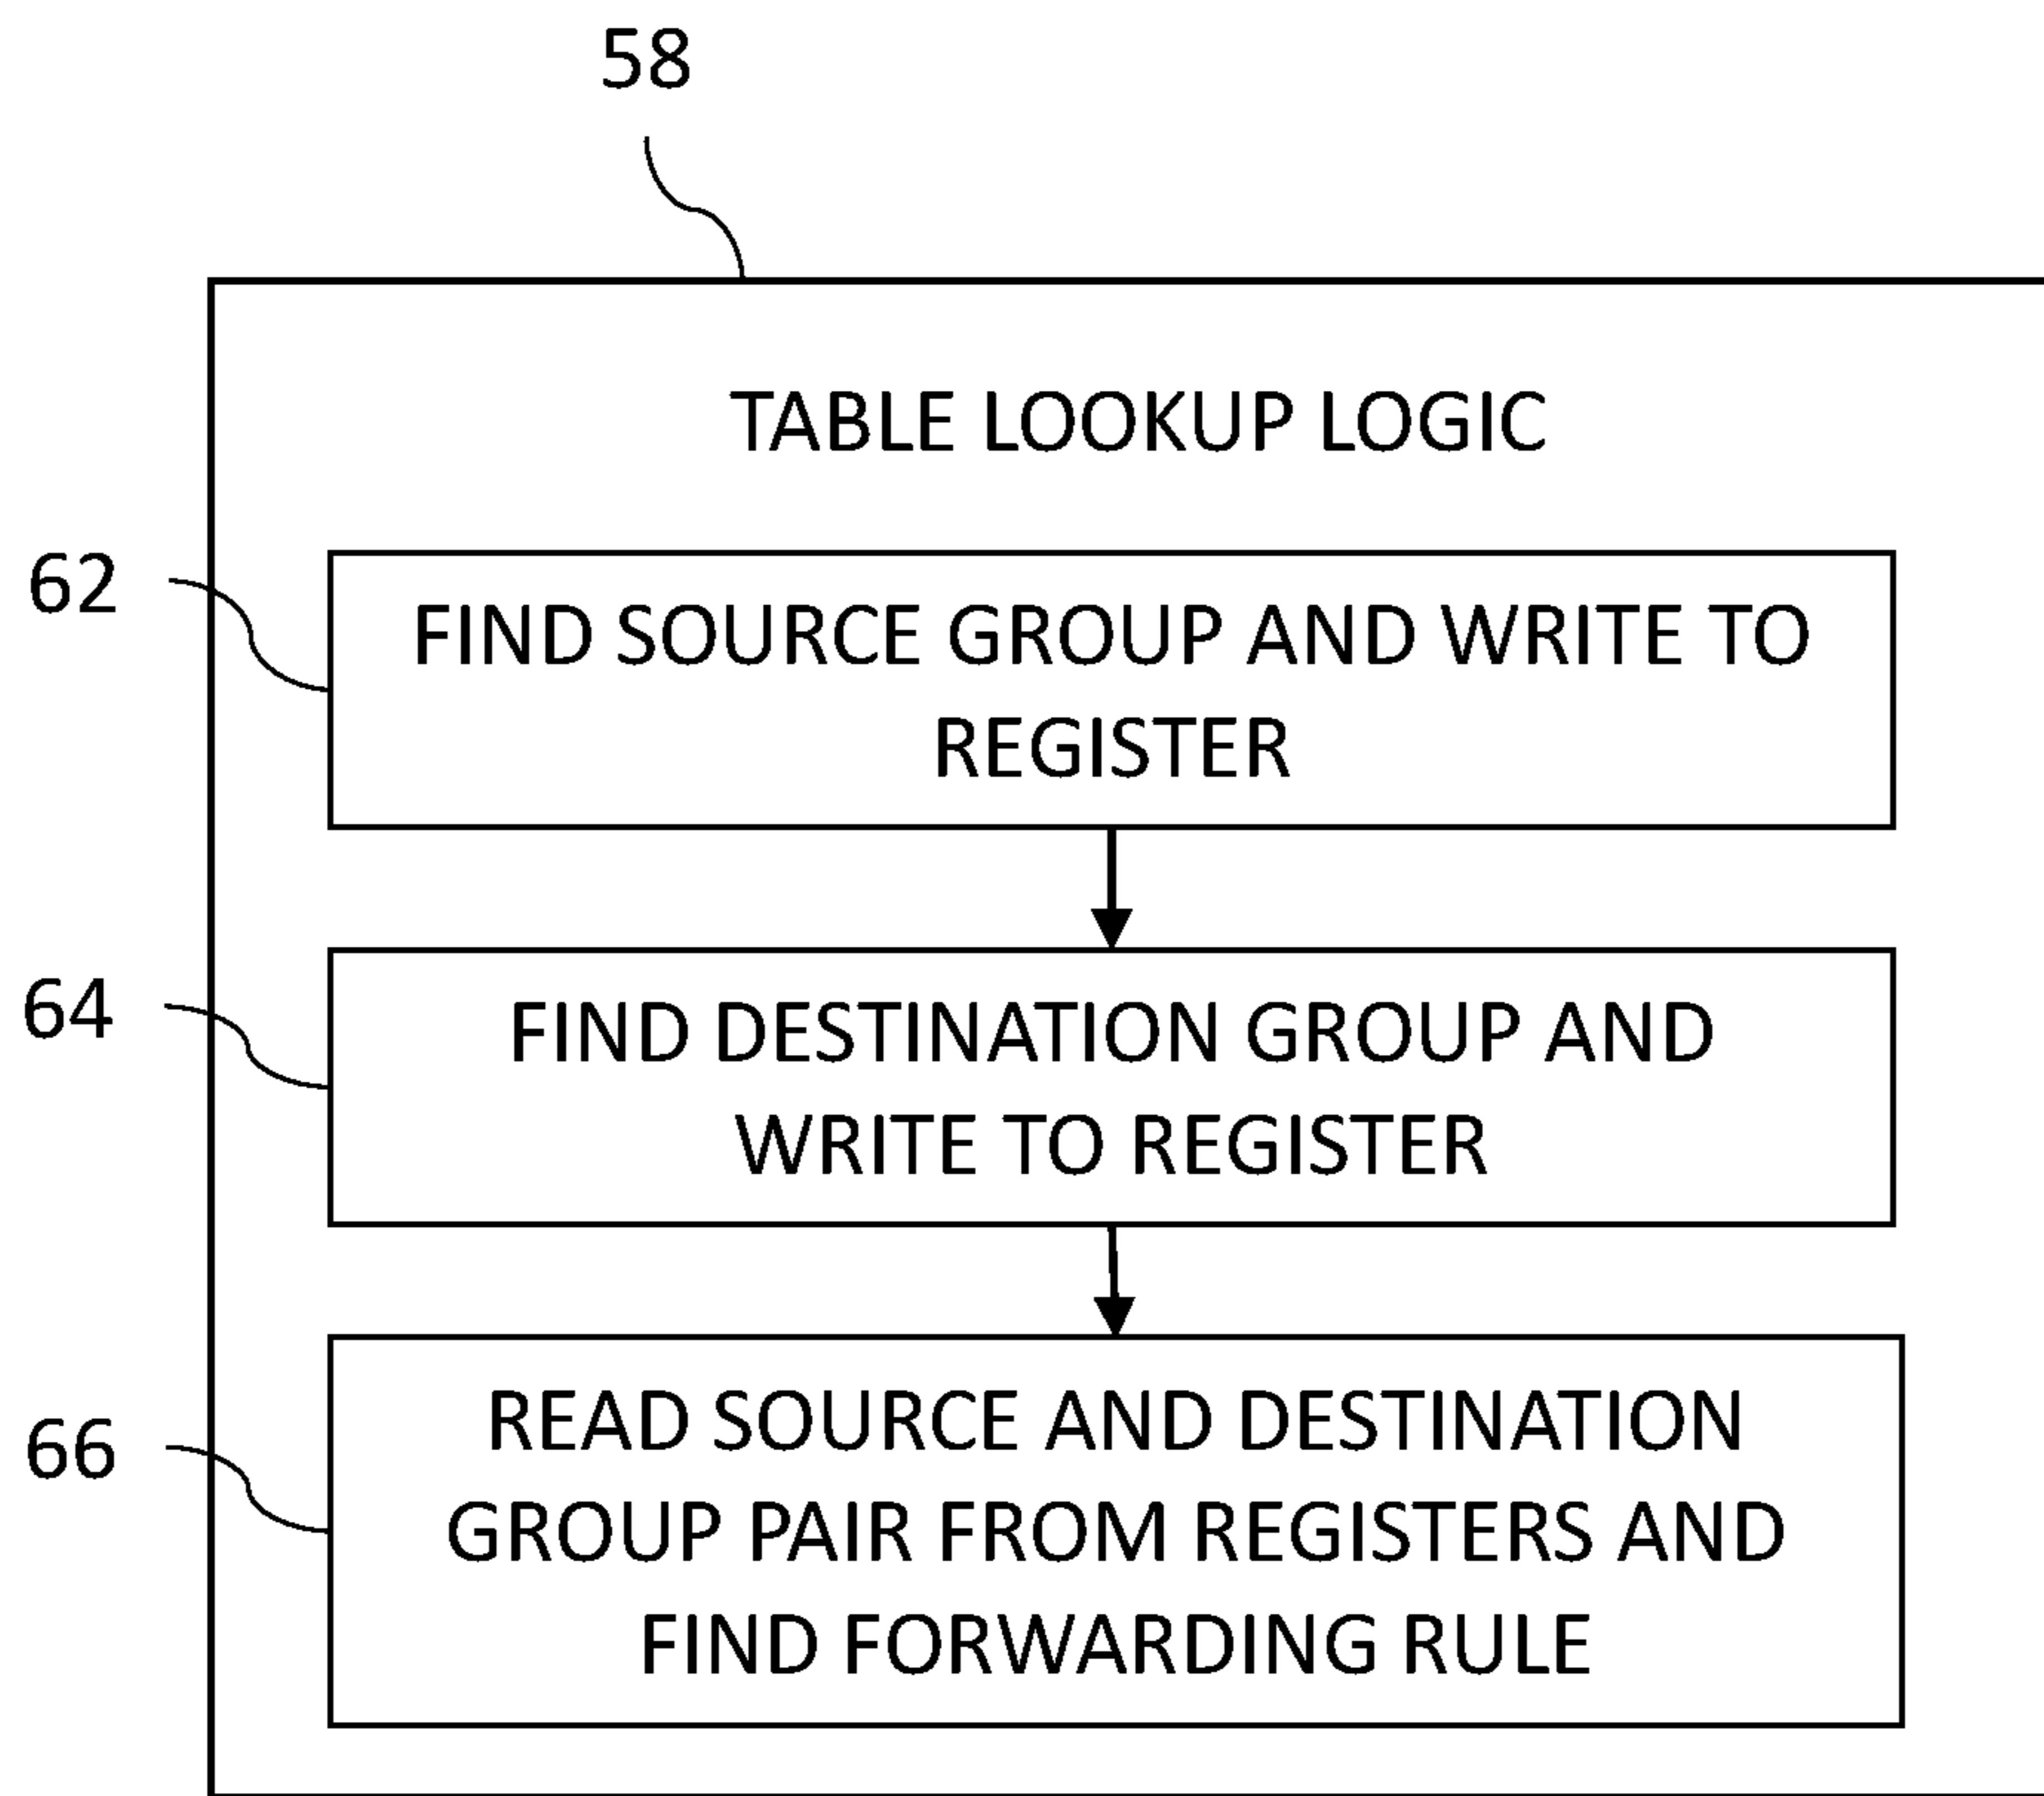 58
TABLE LOOKUP LOGIC
62
FIND SOURCE GROUP AND WRITE TO
REGISTER
64
FIND DESTINATION GROUP AND
WRITE TO REGISTER
66
READ SOURCE AND DESTINATION
GROUP PAIR FROM REGISTERS AND
FIND FORWARDING RULE